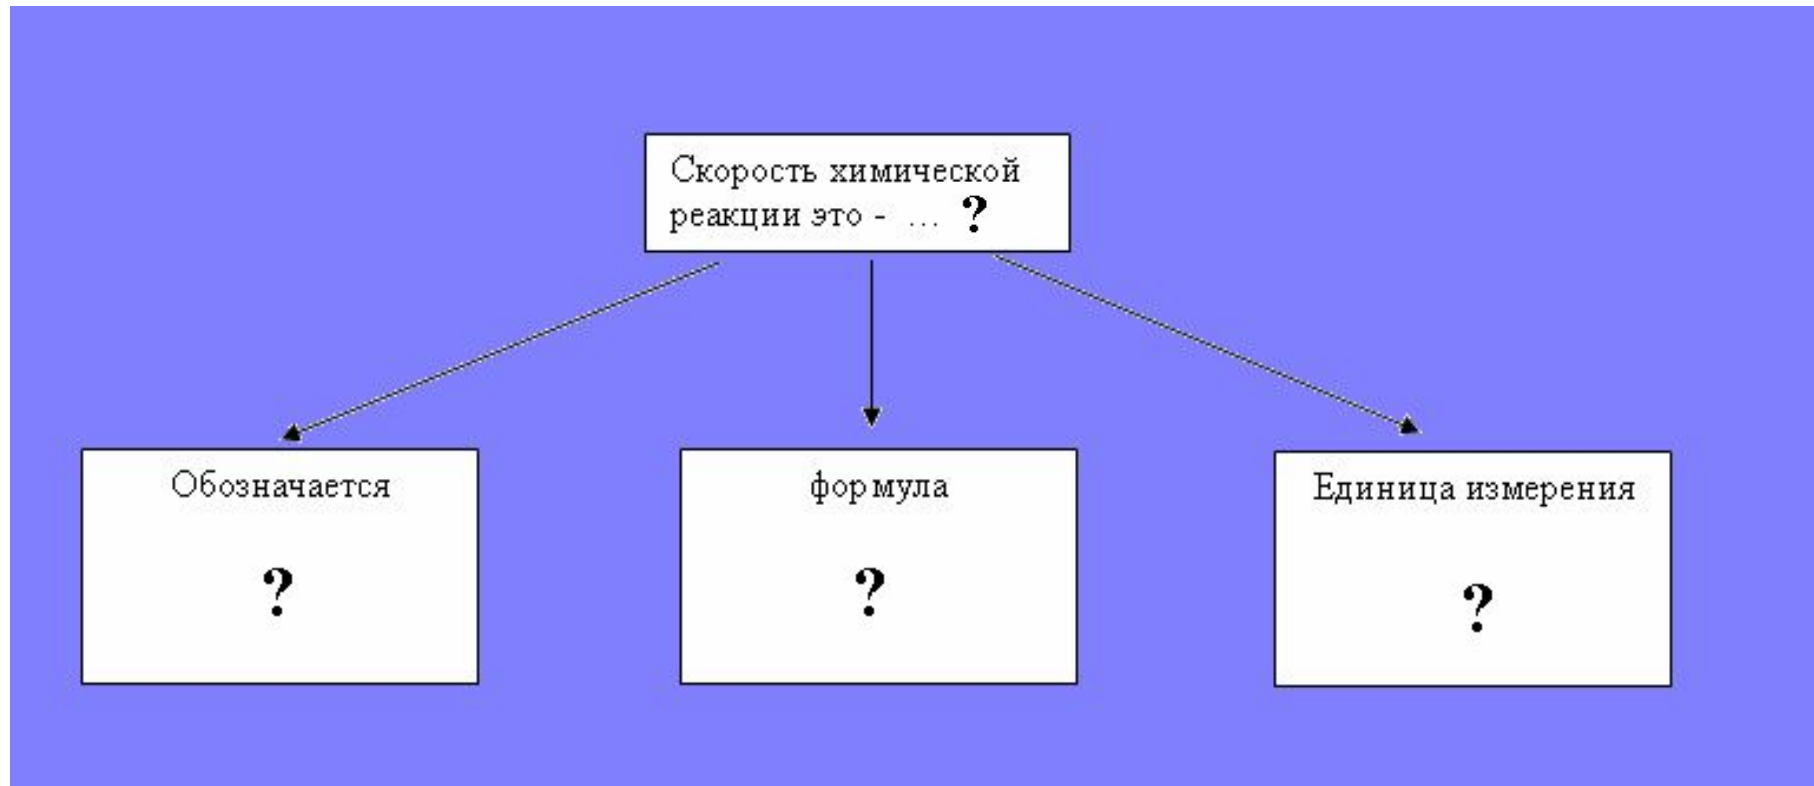 Скорость химической
реакции это - ... ?
Обозначается
?
формула
?
Единица измерения
?